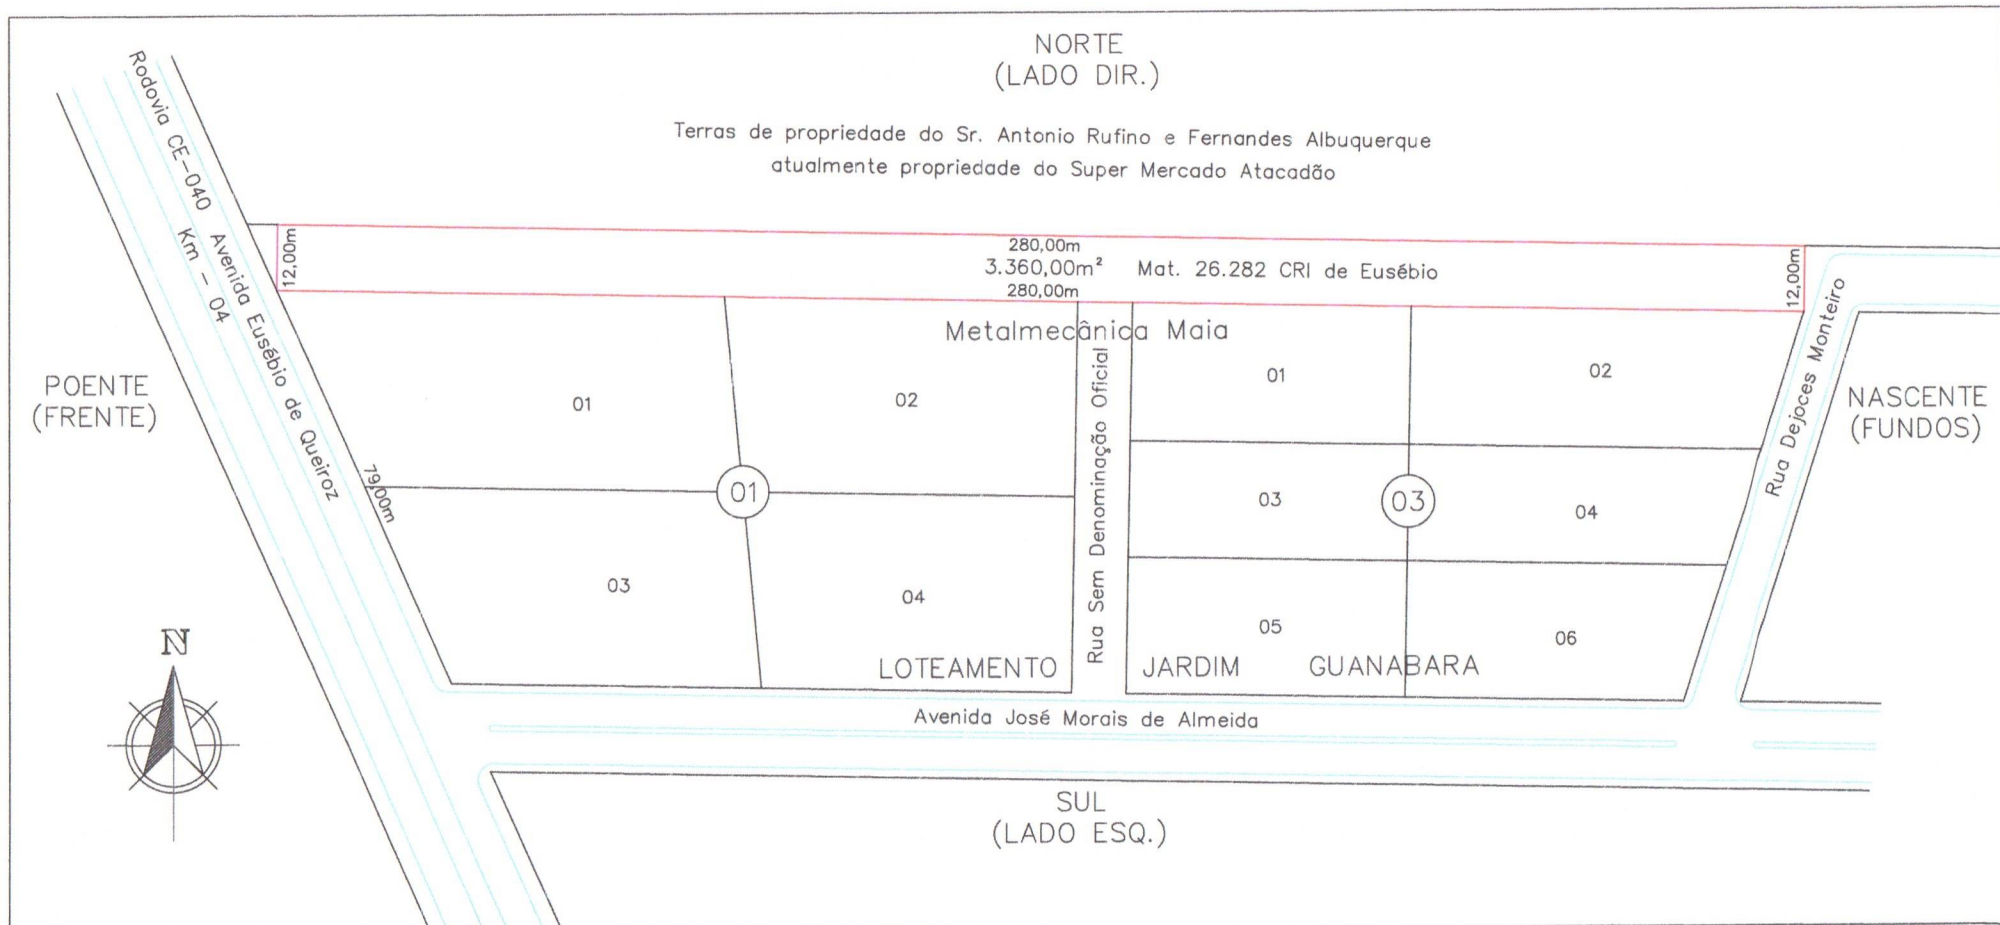 NORTE
(LADO DIR.)
Terras de propriedade do Sr. Antonio Rufino e Fernandes Albuquerque
atualmente propriedade do Super Mercado Atacadão
Rodovia CE-040 Avenida Eusébio de Queiroz
Km - 04
12,00m
280,00m
3.360,00m² Mat. 26.282 CRI de Eusébio
280,00m
12,00m
Metalmecânica Maia
POENTE
(FRENTE)
NASCENTE
(FUNDOS)
Rua Dejoces Monteiro
Rua Sem Denominação Oficial
79,00m
01
02
01
03
04
01
02
03
03
04
05
06
LOTEAMENTO JARDIM GUANABARA
N
Avenida José Morais de Almeida
SUL
(LADO ESQ.)